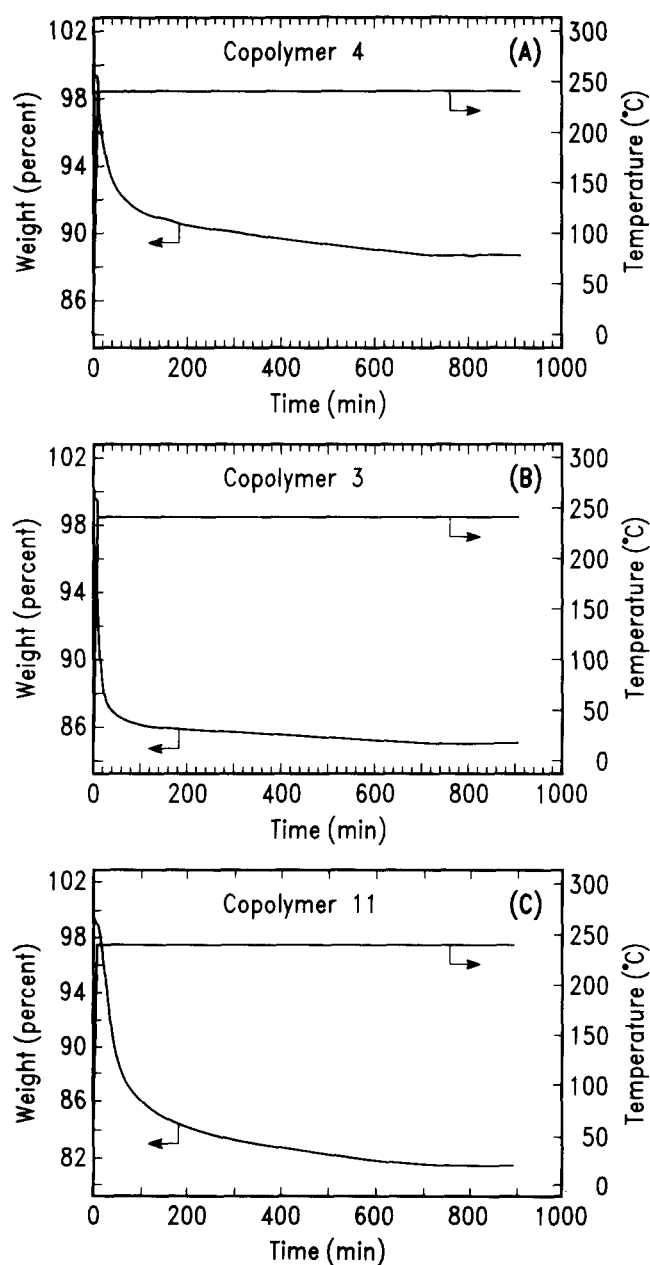 Copolymer 4
(A)
Weight (percent)
102
98
94
90
86
300
250
200
150
100
50
0
Temperature (°C)
0 200 400 600 800 1000
Time (min)
Copolymer 3
(B)
Weight (percent)
102
98
94
90
86
300
250
200
150
100
50
0
Temperature (°C)
0 200 400 600 800 1000
Time (min)
Copolymer 11
(C)
Weight (percent)
102
98
94
90
86
82
300
250
200
150
100
50
0
Temperature (°C)
0 200 400 600 800 1000
Time (min)